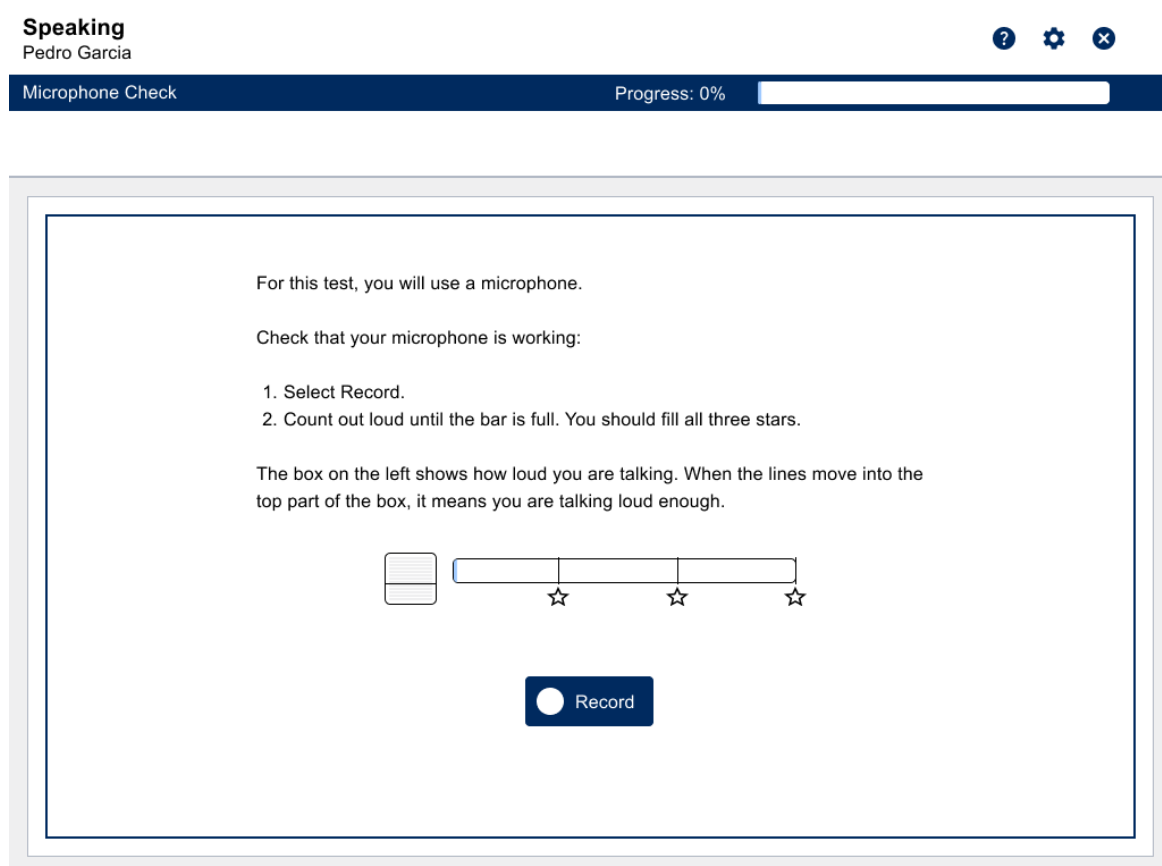 Speaking
Pedro Garcia
Microphone Check
Progress: 0%
For this test, you will use a microphone.
Check that your microphone is working:
1. Select Record.
2. Count out loud until the bar is full. You should fill all three stars.
The box on the left shows how loud you are talking. When the lines move into the
top part of the box, it means you are talking loud enough.
Record